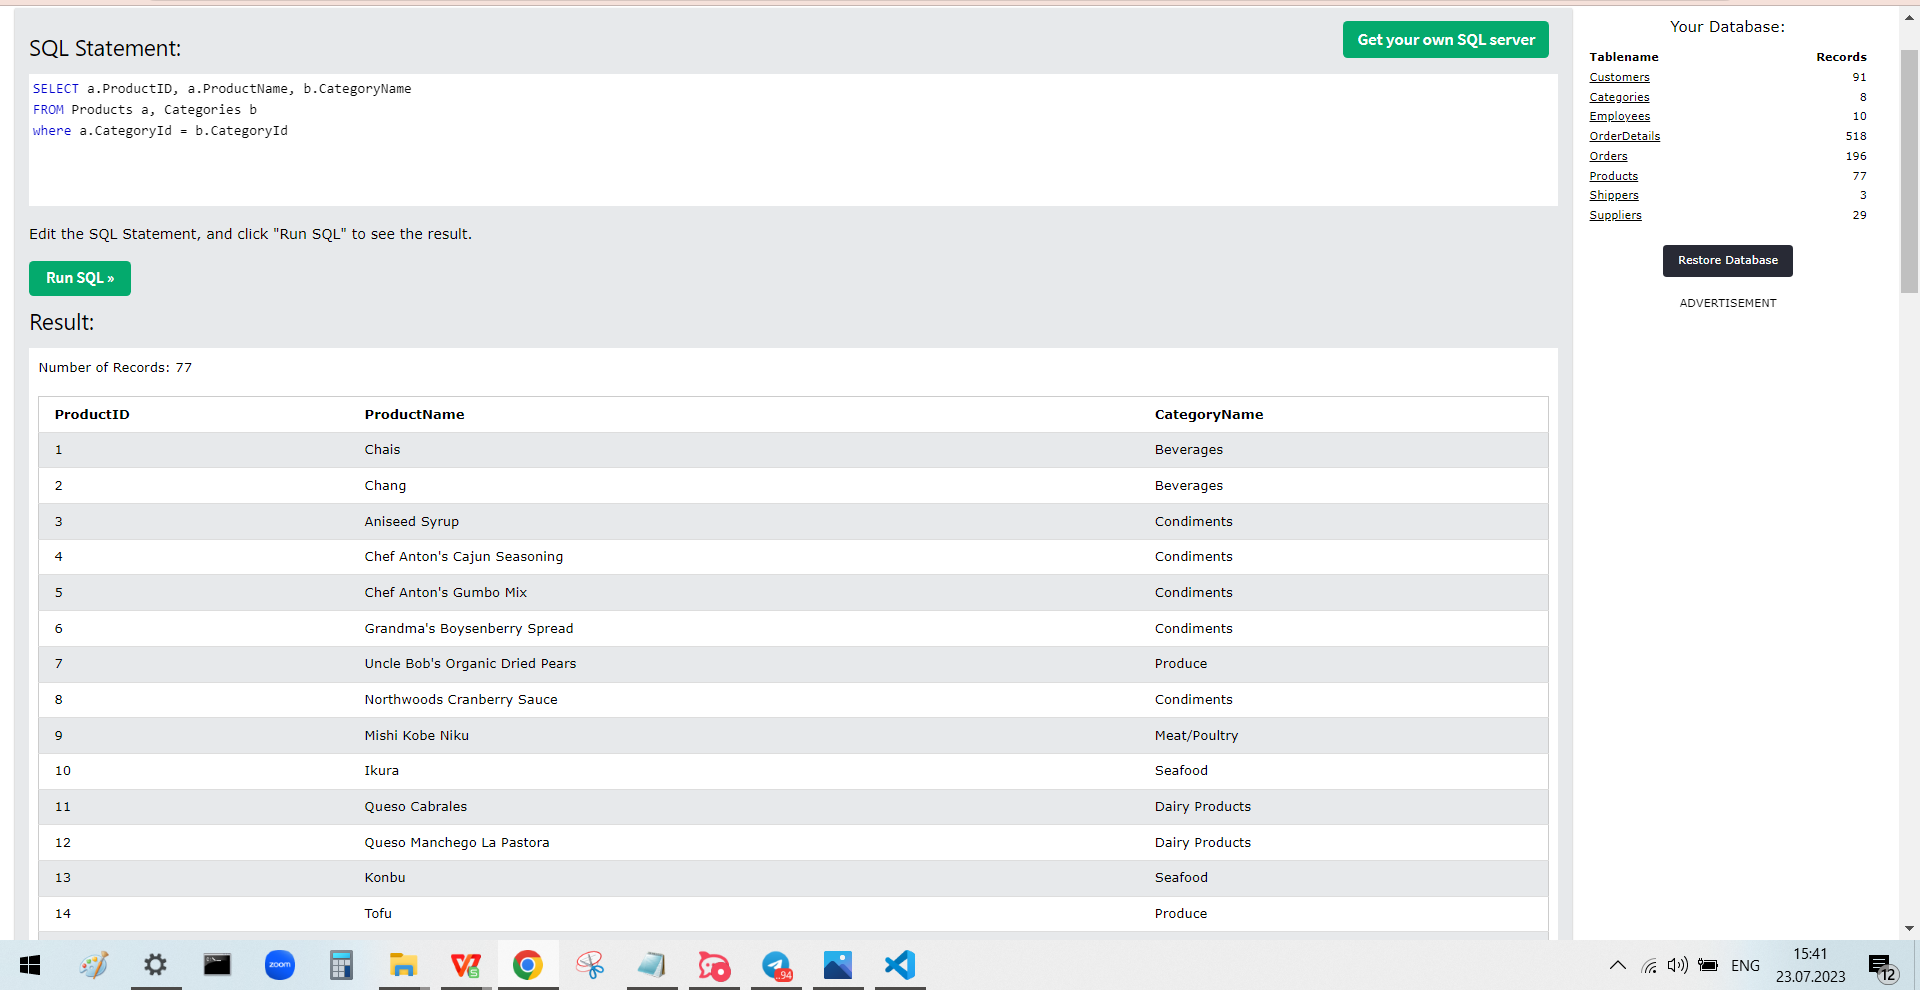 SQL Statement:
Get your own SQL server
SELECT a.ProductID, a.ProductName, b.CategoryName
FROM Products a, Categories b
where a.CategoryId = b.CategoryId
Edit the SQL Statement, and click "Run SQL" to see the result.
Run SQL »
Result:
Number of Records: 77
ProductID ProductName CategoryName
1 Chais Beverages
2 Chang Beverages
3 Aniseed Syrup Condiments
4 Chef Anton's Cajun Seasoning Condiments
5 Chef Anton's Gumbo Mix Condiments
6 Grandma's Boysenberry Spread Condiments
7 Uncle Bob's Organic Dried Pears Produce
8 Northwoods Cranberry Sauce Condiments
9 Mishi Kobe Niku Meat/Poultry
10 Ikura Seafood
11 Queso Cabrales Dairy Products
12 Queso Manchego La Pastora Dairy Products
13 Konbu Seafood
14 Tofu Produce
Your Database:
Tablename Records
Customers 91
Categories 8
Employees 10
OrderDetails 518
Orders 196
Products 77
Shippers 3
Suppliers 29
Restore Database
ADVERTISEMENT
zoom
94
ENG
15:41
23.07.2023
12